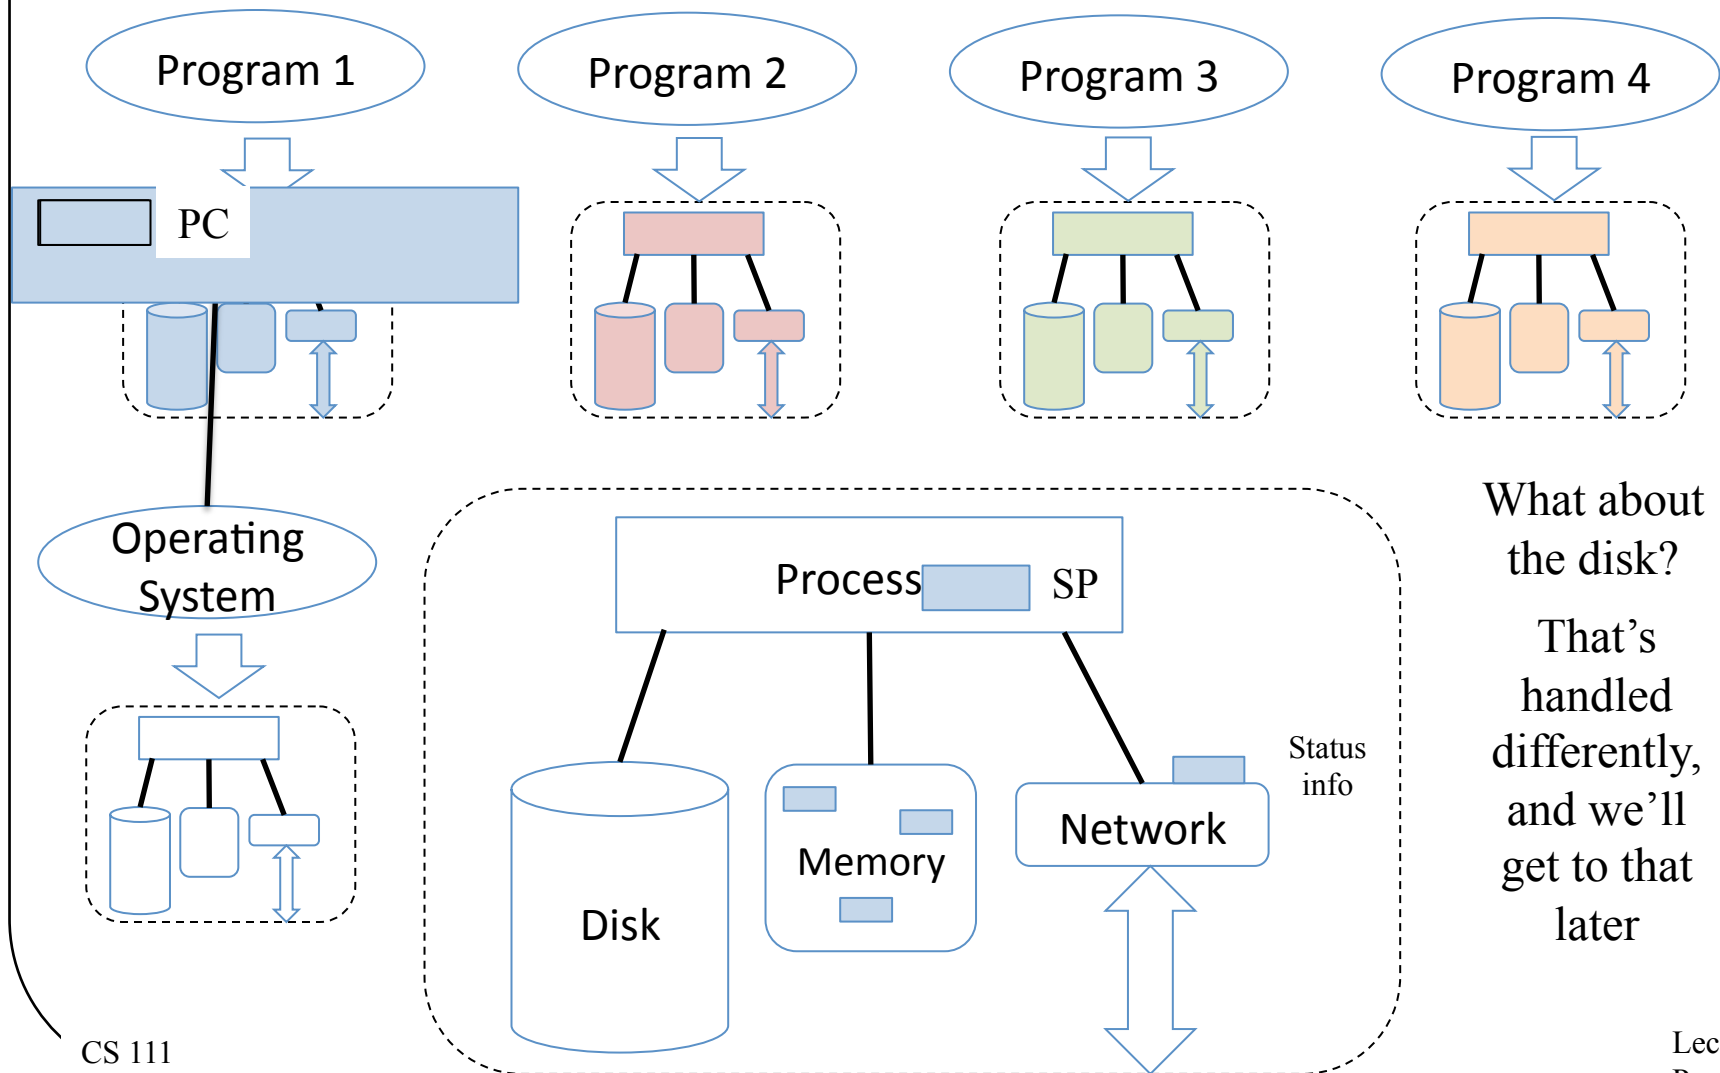 Program 1
Program 2
Program 3
Program 4
PC
Operating
System
Process
SP
Disk
Memory
Network
Status
info
What about
the disk?
That’s
handled
differently,
and we’ll
get to that
later
CS 111
Lec